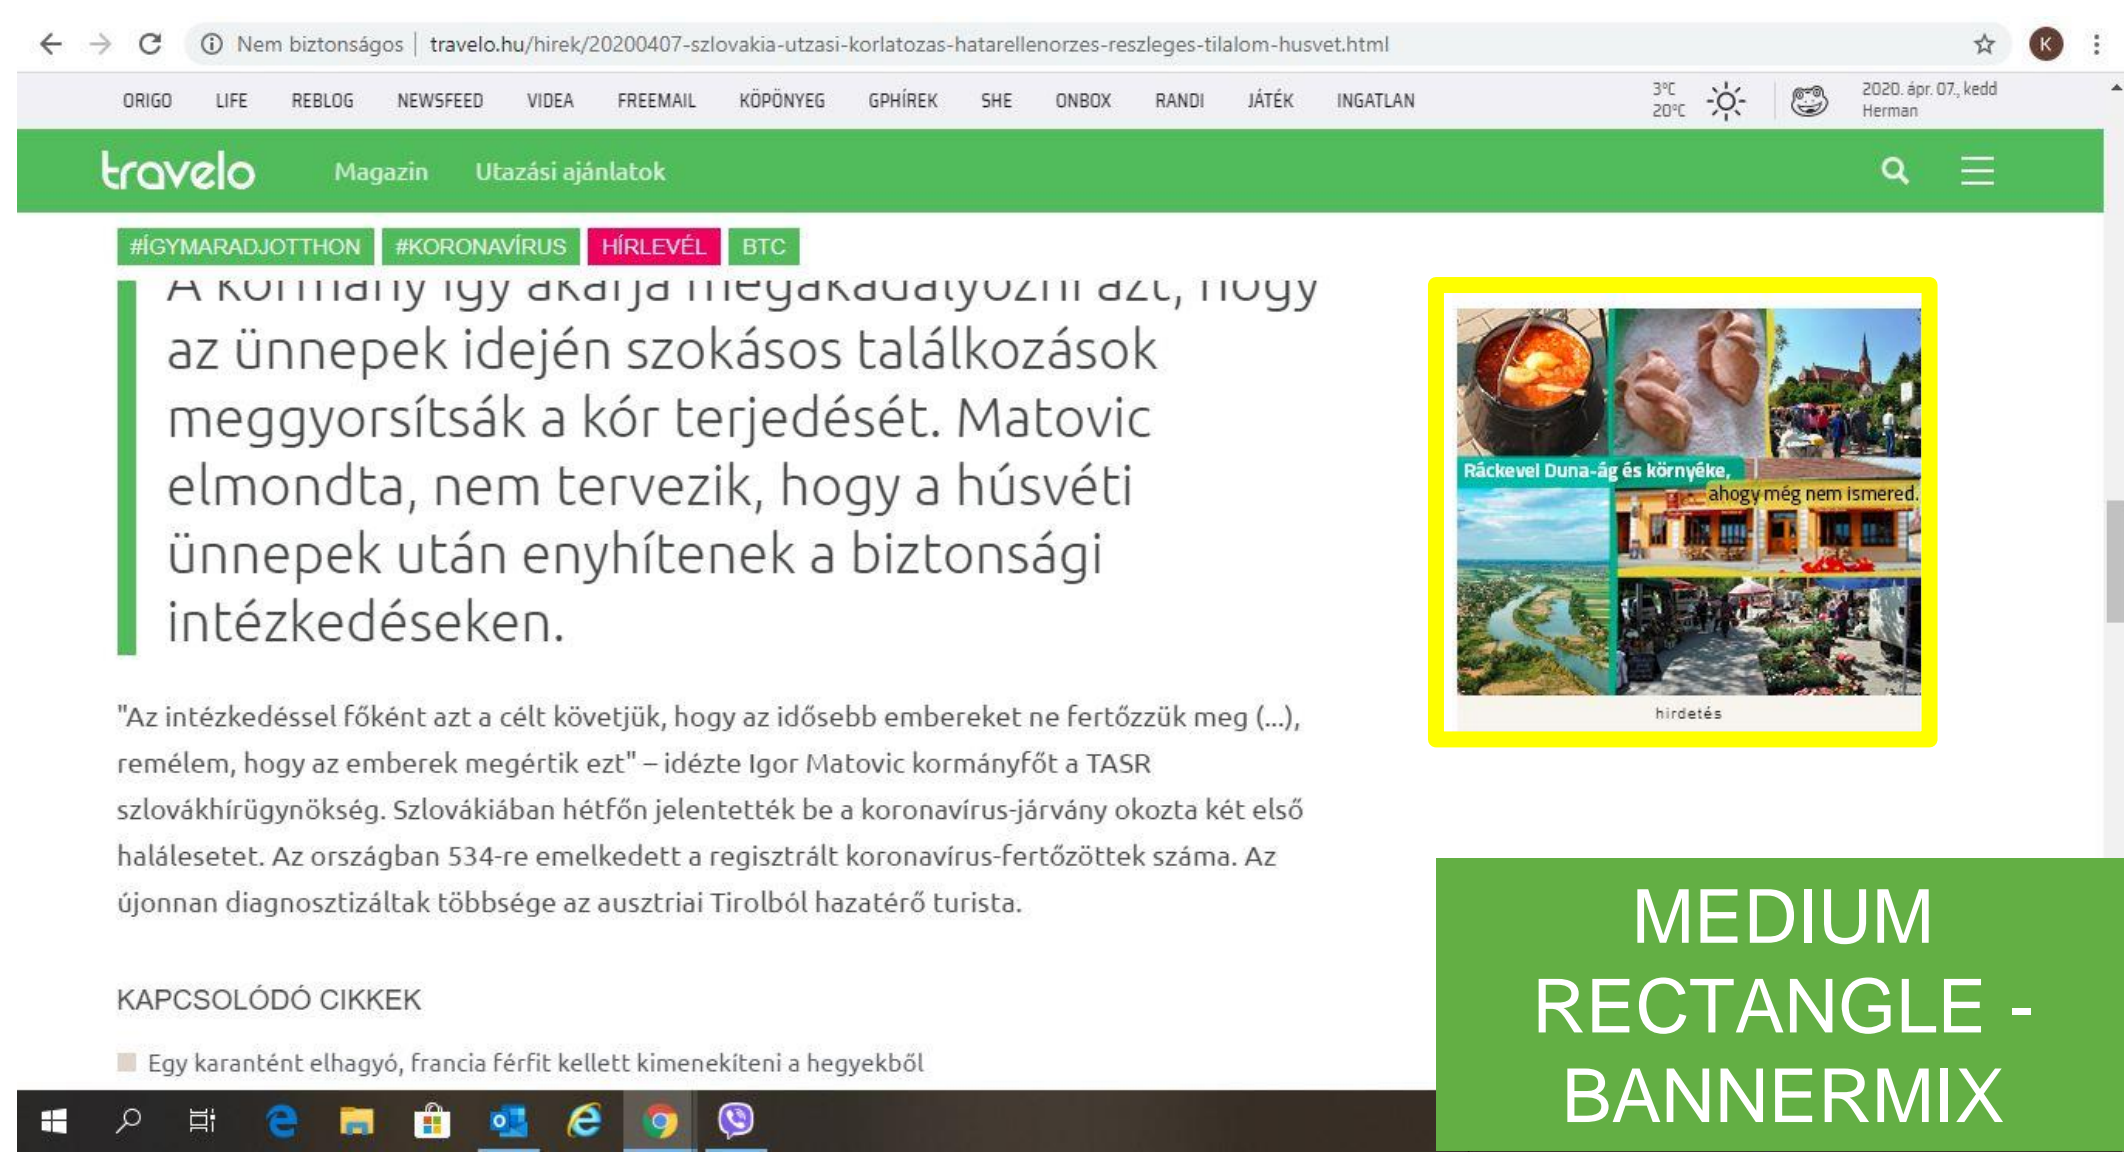 Nem biztonságos | travelo.hu/hirek/20200407-szlovakia-utzasi-korlatozas-hatarellenorzes-reszleges-tilalom-husvet.html
K
ORIGO LIFE REBLOG NEWSFEED VIDEA FREEMAIL KÖPÖNYEG GPHÍREK SHE ONBOX RANDI JÁTÉK INGATLAN
3°C
20°C
2020. ápr. 07., kedd
Herman
travelo Magazin Utazási ajánlatok
#ÍGYMARADJOTTHON #KORONAVÍRUS HÍRLEVÉL BTC
A kormány így akarja megakadályozni azt, hogy
az ünnepek idején szokásos találkozások
meggyorsítsák a kór terjedését. Matovic
elmondta, nem tervezik, hogy a húsvéti
ünnepek után enyhítenek a biztonsági
intézkedéseken.
Ráckevei Duna-ág és környéke,
ahogy még nem ismered.
hirdetés
"Az intézkedéssel főként azt a célt követjük, hogy az idősebb embereket ne fertőzzük meg (...),
remélem, hogy az emberek megértik ezt" – idézte Igor Matovic kormányfőt a TASR
szlovákhírügynökség. Szlovákiában hétfőn jelentették be a koronavírus-járvány okozta két első
halálesetet. Az országban 534-re emelkedett a regisztrált koronavírus-fertőzöttek száma. Az
újonnan diagnosztizáltak többsége az ausztriai Tirolból hazatérő turista.
KAPCSOLÓDÓ CIKKEK
Egy karantént elhagyó, francia férfit kellett kimenekíteni a hegyekből
MEDIUM
RECTANGLE -
BANNERMIX